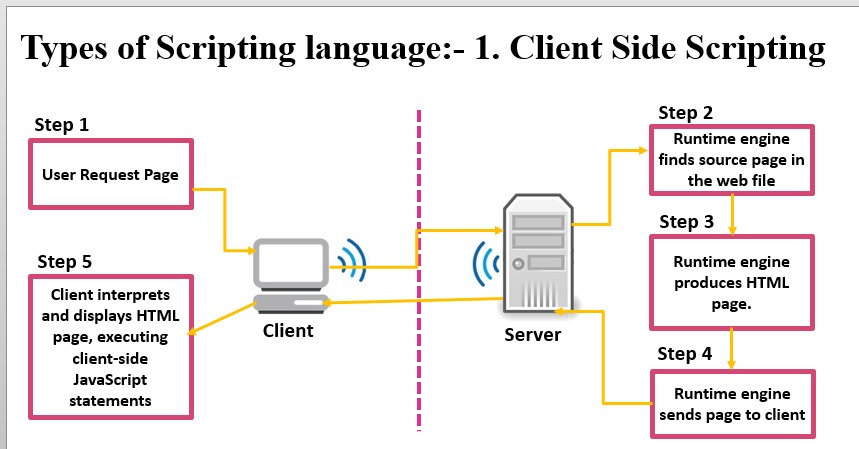 Types of Scripting language:- 1. Client Side Scripting
Step 1
User Request Page
Step 2
Runtime engine
finds source page in
the web file
Step 3
Runtime engine
produces HTML
page.
Step 4
Runtime engine
sends page to client
Step 5
Client interprets
and displays HTML
page, executing
client-side
JavaScript
statements
Client
Server